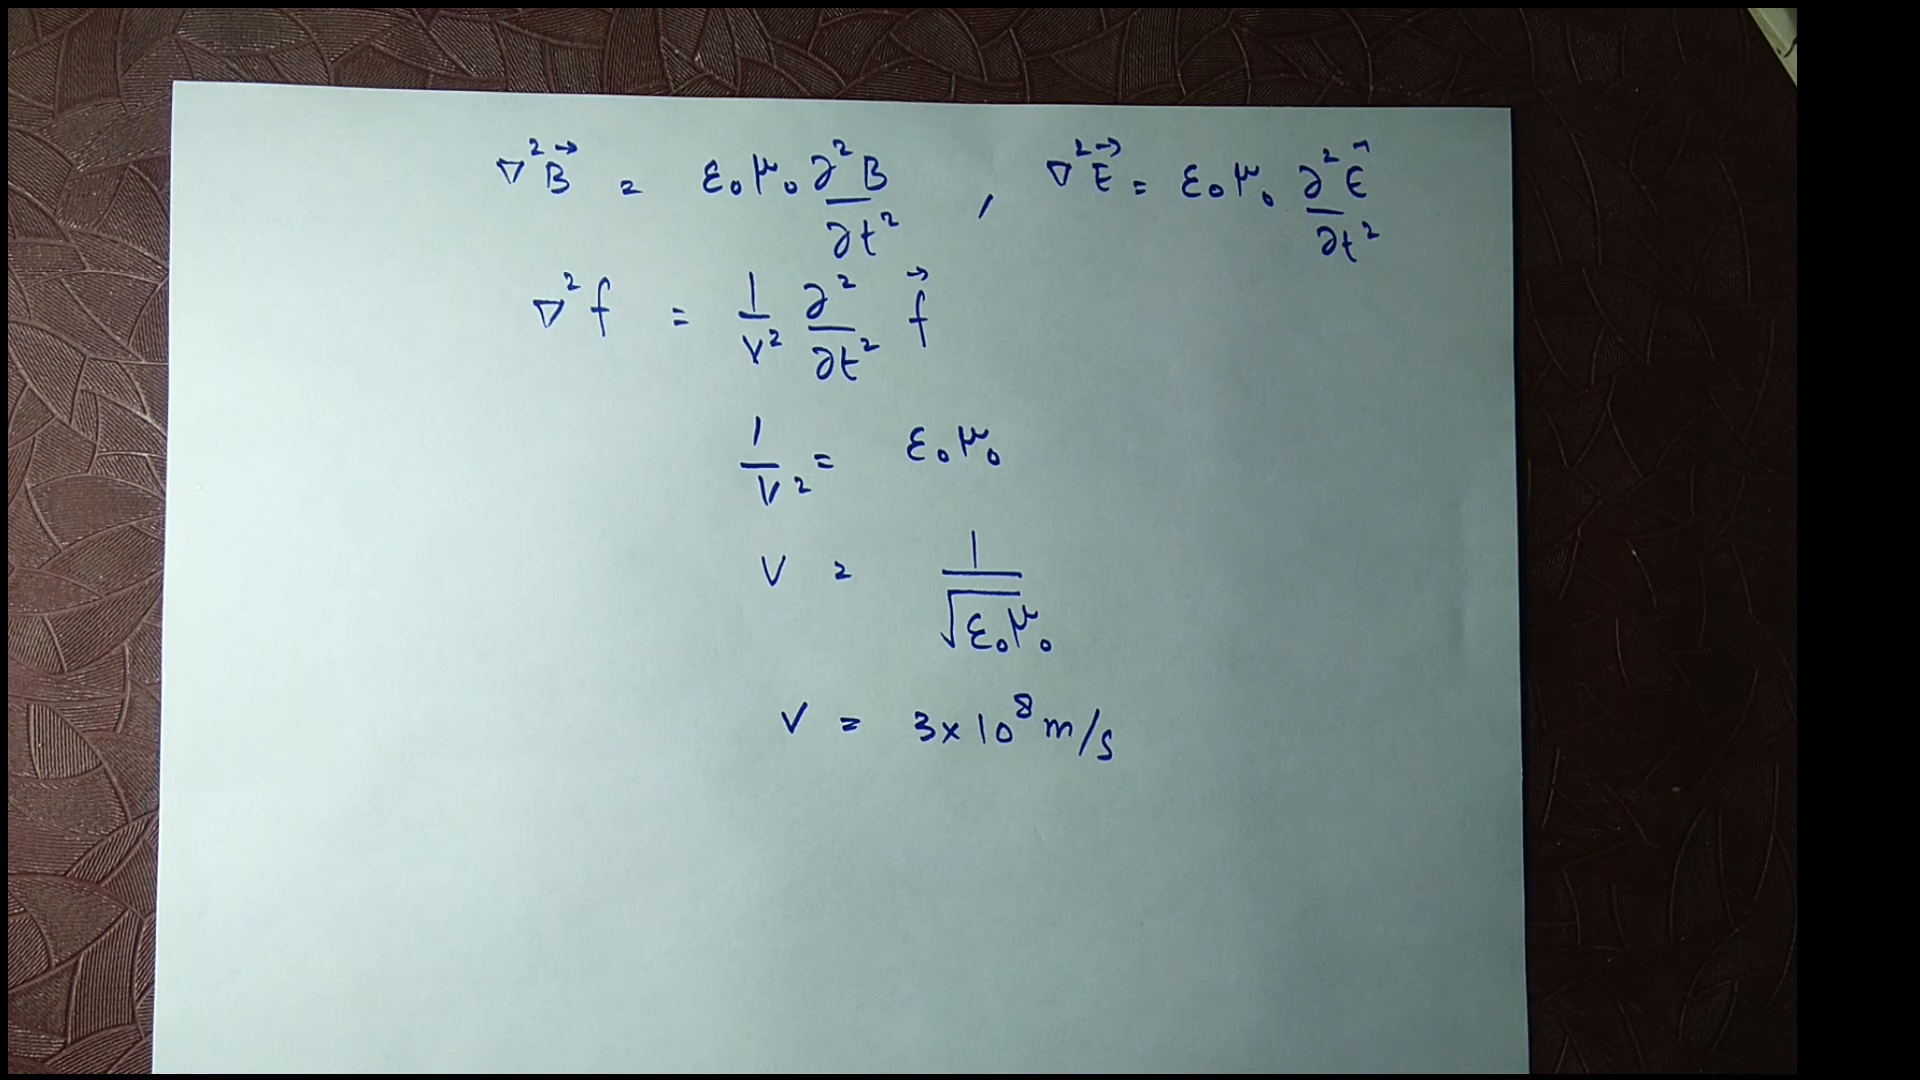 ∇²B⃗ = ε₀μ₀ ∂²B/∂t² , ∇²E⃗ = ε₀μ₀ ∂²E⃗/∂t²
∇²f = 1/v² ∂²/∂t² f⃗
1/v² = ε₀μ₀
v = 1/√ε₀μ₀
v = 3×10⁸ m/s